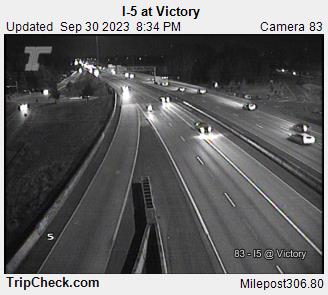 I-5 at Victory
Updated Sep 30 2023 8:34 PM Camera 83
T
S
83 - I5 @ Victory
TripCheck.com Milepost306.80